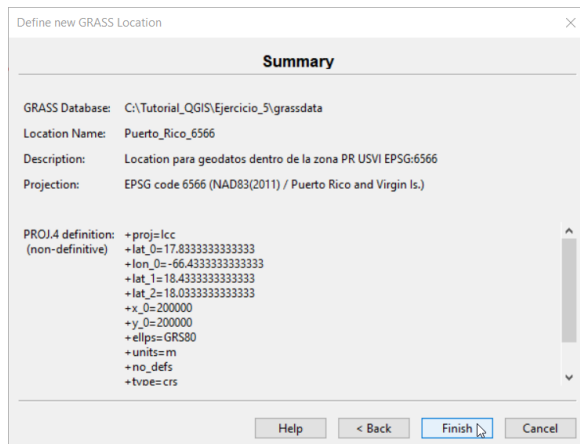 Define new GRASS Location
Summary
GRASS Database: C:\Tutorial_QGIS\Ejercicio_5\grassdata
Location Name: Puerto_Rico_6566
Description: Location para geodatos dentro de la zona PR USVI EPSG:6566
Projection: EPSG code 6566 (NAD83(2011) / Puerto Rico and Virgin Is.)
PROJ.4 definition: +proj=lcc
(non-definitive) +lat_0=17.8333333333333
+lon_0=-66.4333333333333
+lat_1=18.4333333333333
+lat_2=18.0333333333333
+x_0=200000
+y_0=200000
+ellps=GRS80
+units=m
+no_defs
+type=crs
Help < Back Finish Cancel